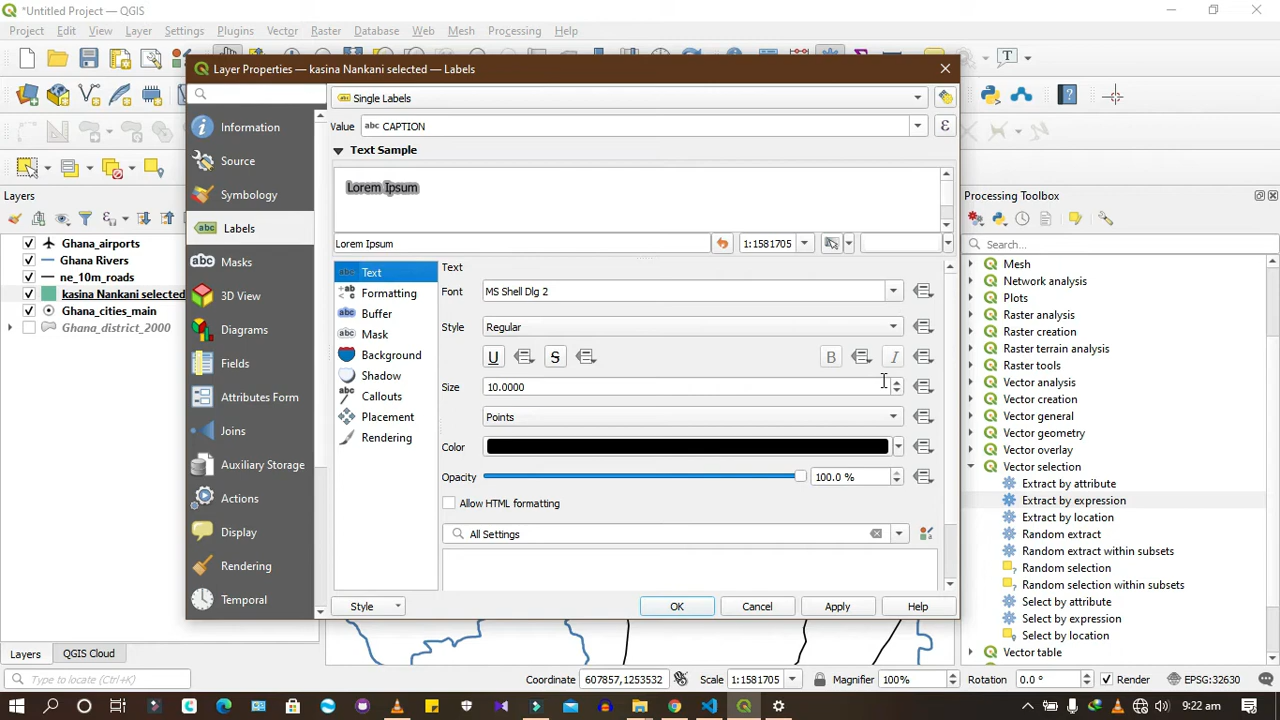 *Untitled Project — QGIS
Project Edit View Layer Settings Plugins Vector Raster Database Web Mesh Processing Help
Layer Properties — kasina Nankani selected — Labels
Single Labels
Information
Source
Symbology
Labels
Masks
3D View
Diagrams
Fields
Attributes Form
Joins
Auxiliary Storage
Actions
Display
Rendering
Temporal
Value abc CAPTION
Text Sample
Lorem Ipsum
Lorem Ipsum 1:1581705
Text
Formatting
Buffer
Mask
Background
Shadow
Callouts
Placement
Rendering
Text
Font MS Shell Dlg 2
Style Regular
U S B I
Size 10.0000
Points
Color
Opacity 100.0 %
Allow HTML formatting
All Settings
Style OK Cancel Apply Help
Layers
Ghana_airports
Ghana Rivers
ne_10m_roads
kasina Nankani selected
Ghana_cities_main
Ghana_district_2000
Layers QGIS Cloud
Processing Toolbox
Search...
Mesh
Network analysis
Plots
Raster analysis
Raster creation
Raster terrain analysis
Raster tools
Vector analysis
Vector creation
Vector general
Vector geometry
Vector overlay
Vector selection
Extract by attribute
Extract by expression
Extract by location
Random extract
Random extract within subsets
Random selection
Random selection within subsets
Select by attribute
Select by expression
Select by location
Vector table
Type to locate (Ctrl+K) Coordinate 607857,1253532 Scale 1:1581705 Magnifier 100% Rotation 0.0 ° Render EPSG:32630
9:22 am